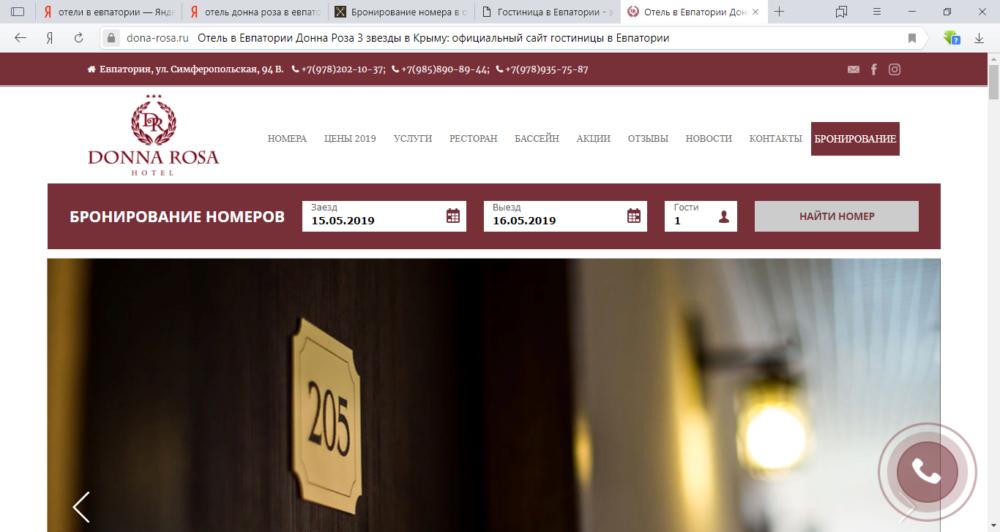 отели в евпатории — Янде
отель донна роза в евпато
Бронирование номера в о
Гостиница в Евпатории - э
Отель в Евпатории Дон
Я
dona-rosa.ru Отель в Евпатории Донна Роза 3 звезды в Крыму: официальный сайт гостиницы в Евпатории
Евпатория, ул. Симферопольская, 94 В. +7(978)202-10-37; +7(985)890-89-44; +7(978)935-75-87
DR
DONNA ROSA
HOTEL
НОМЕРА ЦЕНЫ 2019 УСЛУГИ РЕСТОРАН БАССЕЙН АКЦИИ ОТЗЫВЫ НОВОСТИ КОНТАКТЫ БРОНИРОВАНИЕ
БРОНИРОВАНИЕ НОМЕРОВ
Заезд
15.05.2019
Выезд
16.05.2019
Гости
1
НАЙТИ НОМЕР
205